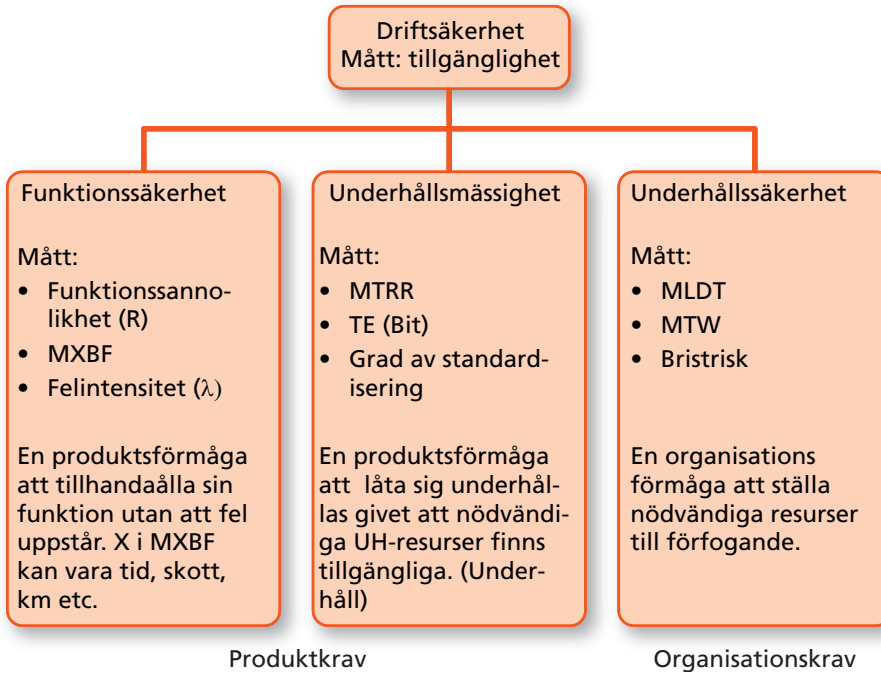 Driftsäkerhet
Mått: tillgänglighet
Funktionssäkerhet
Mått:
• Funktionssanno-
likhet (R)
• MXBF
• Felintensitet (λ)
En produktsförmåga
att tillhandaålla sin
funktion utan att fel
uppstår. X i MXBF
kan vara tid, skott,
km etc.
Underhållsmässighet
Mått:
• MTRR
• TE (Bit)
• Grad av standard-
isering
En produktsförmåga
att låta sig underhål-
las givet att nödvändi-
ga UH-resurser finns
tillgängliga. (Under-
håll)
Underhållssäkerhet
Mått:
• MLDT
• MTW
• Bristrisk
En organisations
förmåga att ställa
nödvändiga resurser
till förfogande.
Produktkrav
Organisationskrav